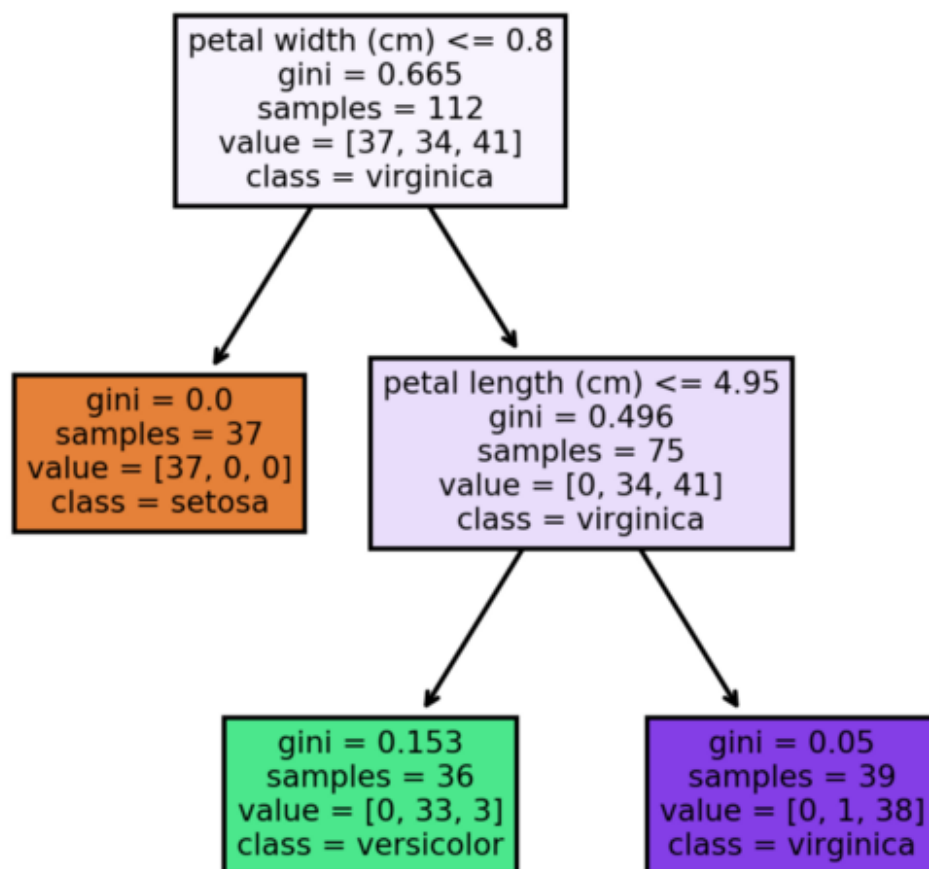 petal width (cm) <= 0.8
gini = 0.665
samples = 112
value = [37, 34, 41]
class = virginica
gini = 0.0
samples = 37
value = [37, 0, 0]
class = setosa
petal length (cm) <= 4.95
gini = 0.496
samples = 75
value = [0, 34, 41]
class = virginica
gini = 0.153
samples = 36
value = [0, 33, 3]
class = versicolor
gini = 0.05
samples = 39
value = [0, 1, 38]
class = virginica